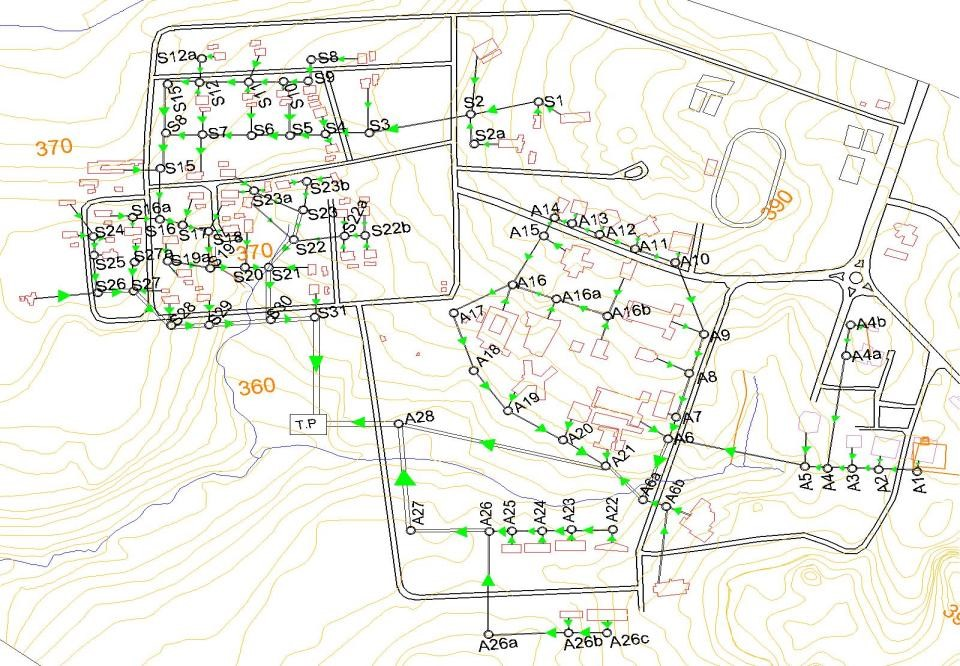 S12a
S8
S9
S15
S12
S10
S1
S2
S8
S7
S6
S5
S4
S3
S2a
370
S15
S23b
S23a
390
S16a
S23
S22a
A14
A13
S24
S16
S17
S18
S22b
A15
A12
S22
A11
370
S25
S27B
S19a
S19
A10
S20
S21
S26
S27
A16
A16a
S28
S29
S30
S31
A17
A16b
A4b
A9
A18
A4a
360
A8
A19
T.P
A28
A7
A20
A6
A21
A5
A4
A3
A2
A1
A6a
A6b
A27
A26
A25
A24
A23
A22
A26a
A26b
A26c